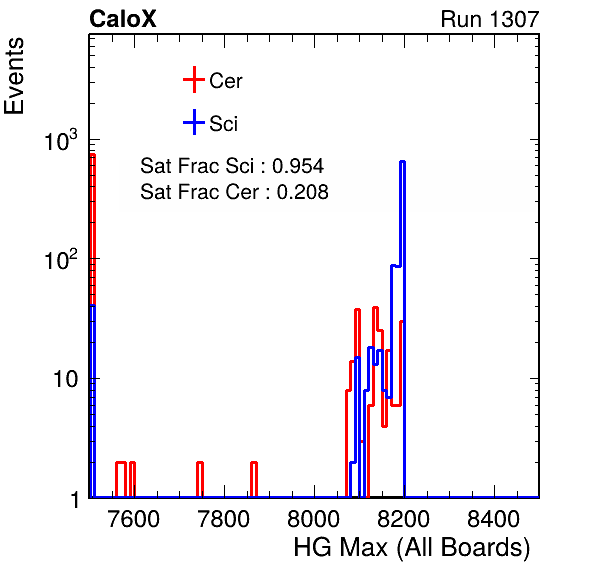 CaloX Run 1307
Events
Cer
Sci
Sat Frac Sci : 0.954
Sat Frac Cer : 0.208
10³
10²
10
1
7600 7800 8000 8200 8400
HG Max (All Boards)